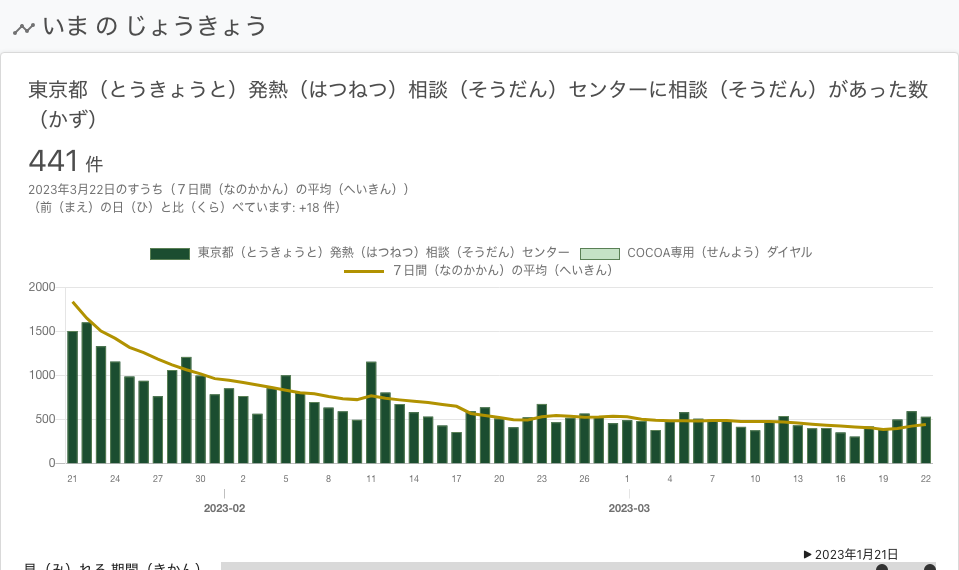 いま の じょうきょう
東京都（とうきょうと）発熱（はつねつ）相談（そうだん）センターに相談（そうだん）があった数
（かず）
441 件
2023年3月22日のすうち（７日間（なのかかん）の平均（へいきん））
（前（まえ）の日（ひ）と比（くら）べています: +18 件）
東京都（とうきょうと）発熱（はつねつ）相談（そうだん）センター COCOA専用（せんよう）ダイヤル
７日間（なのかかん）の平均（へいきん）
2000
1500
1000
500
0
21 24 27 30 2 5 8 11 14 17 20 23 26 1 4 7 10 13 16 19 22
2023-02 2023-03
▶ 2023年1月21日
見（み）れる 期間（きかん）